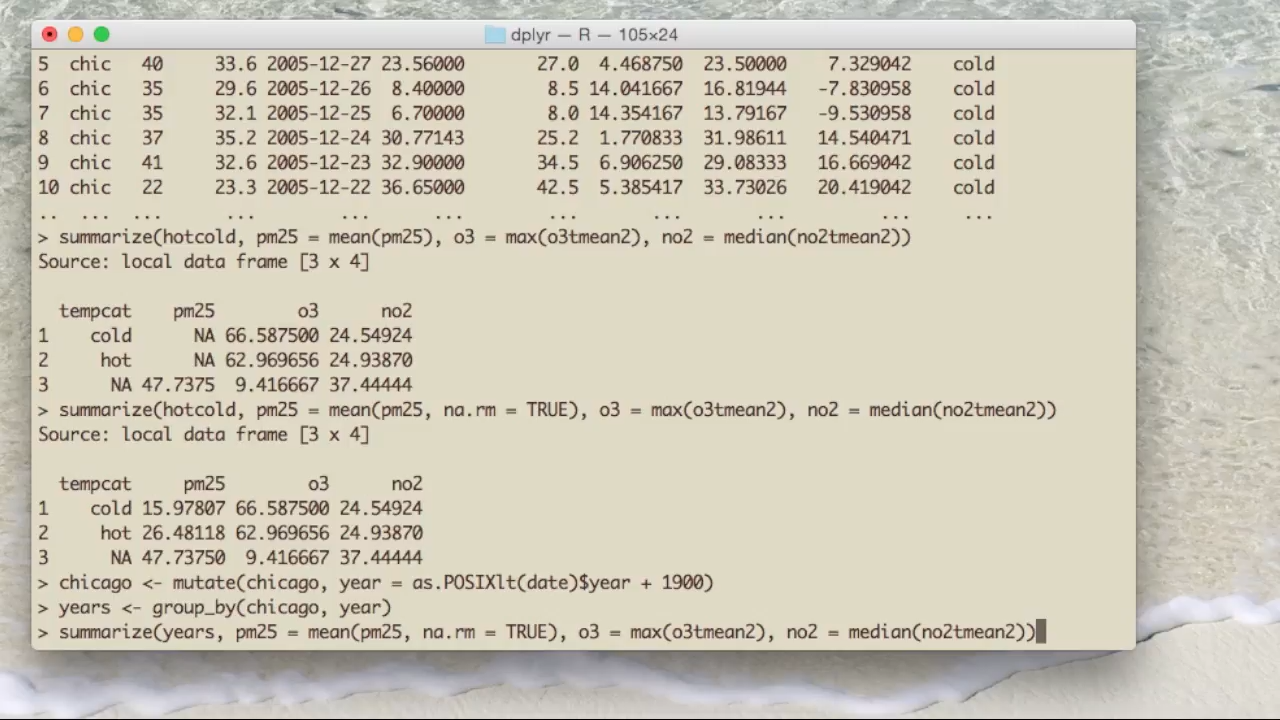 dplyr — R — 105×24
5 chic 40 33.6 2005-12-27 23.56000 27.0 4.468750 23.50000 7.329042 cold
6 chic 35 29.6 2005-12-26 8.40000 8.5 14.041667 16.81944 -7.830958 cold
7 chic 35 32.1 2005-12-25 6.70000 8.0 14.354167 13.79167 -9.530958 cold
8 chic 37 35.2 2005-12-24 30.77143 25.2 1.770833 31.98611 14.540471 cold
9 chic 41 32.6 2005-12-23 32.90000 34.5 6.906250 29.08333 16.669042 cold
10 chic 22 23.3 2005-12-22 36.65000 42.5 5.385417 33.73026 20.419042 cold
.. ... ... ... ... ... ... ... ... ... ...
> summarize(hotcold, pm25 = mean(pm25), o3 = max(o3tmean2), no2 = median(no2tmean2))
Source: local data frame [3 x 4]
tempcat pm25 o3 no2
1 cold NA 66.587500 24.54924
2 hot NA 62.969656 24.93870
3 NA 47.7375 9.416667 37.44444
> summarize(hotcold, pm25 = mean(pm25, na.rm = TRUE), o3 = max(o3tmean2), no2 = median(no2tmean2))
Source: local data frame [3 x 4]
tempcat pm25 o3 no2
1 cold 15.97807 66.587500 24.54924
2 hot 26.48118 62.969656 24.93870
3 NA 47.73750 9.416667 37.44444
> chicago <- mutate(chicago, year = as.POSIXlt(date)$year + 1900)
> years <- group_by(chicago, year)
> summarize(years, pm25 = mean(pm25, na.rm = TRUE), o3 = max(o3tmean2), no2 = median(no2tmean2))